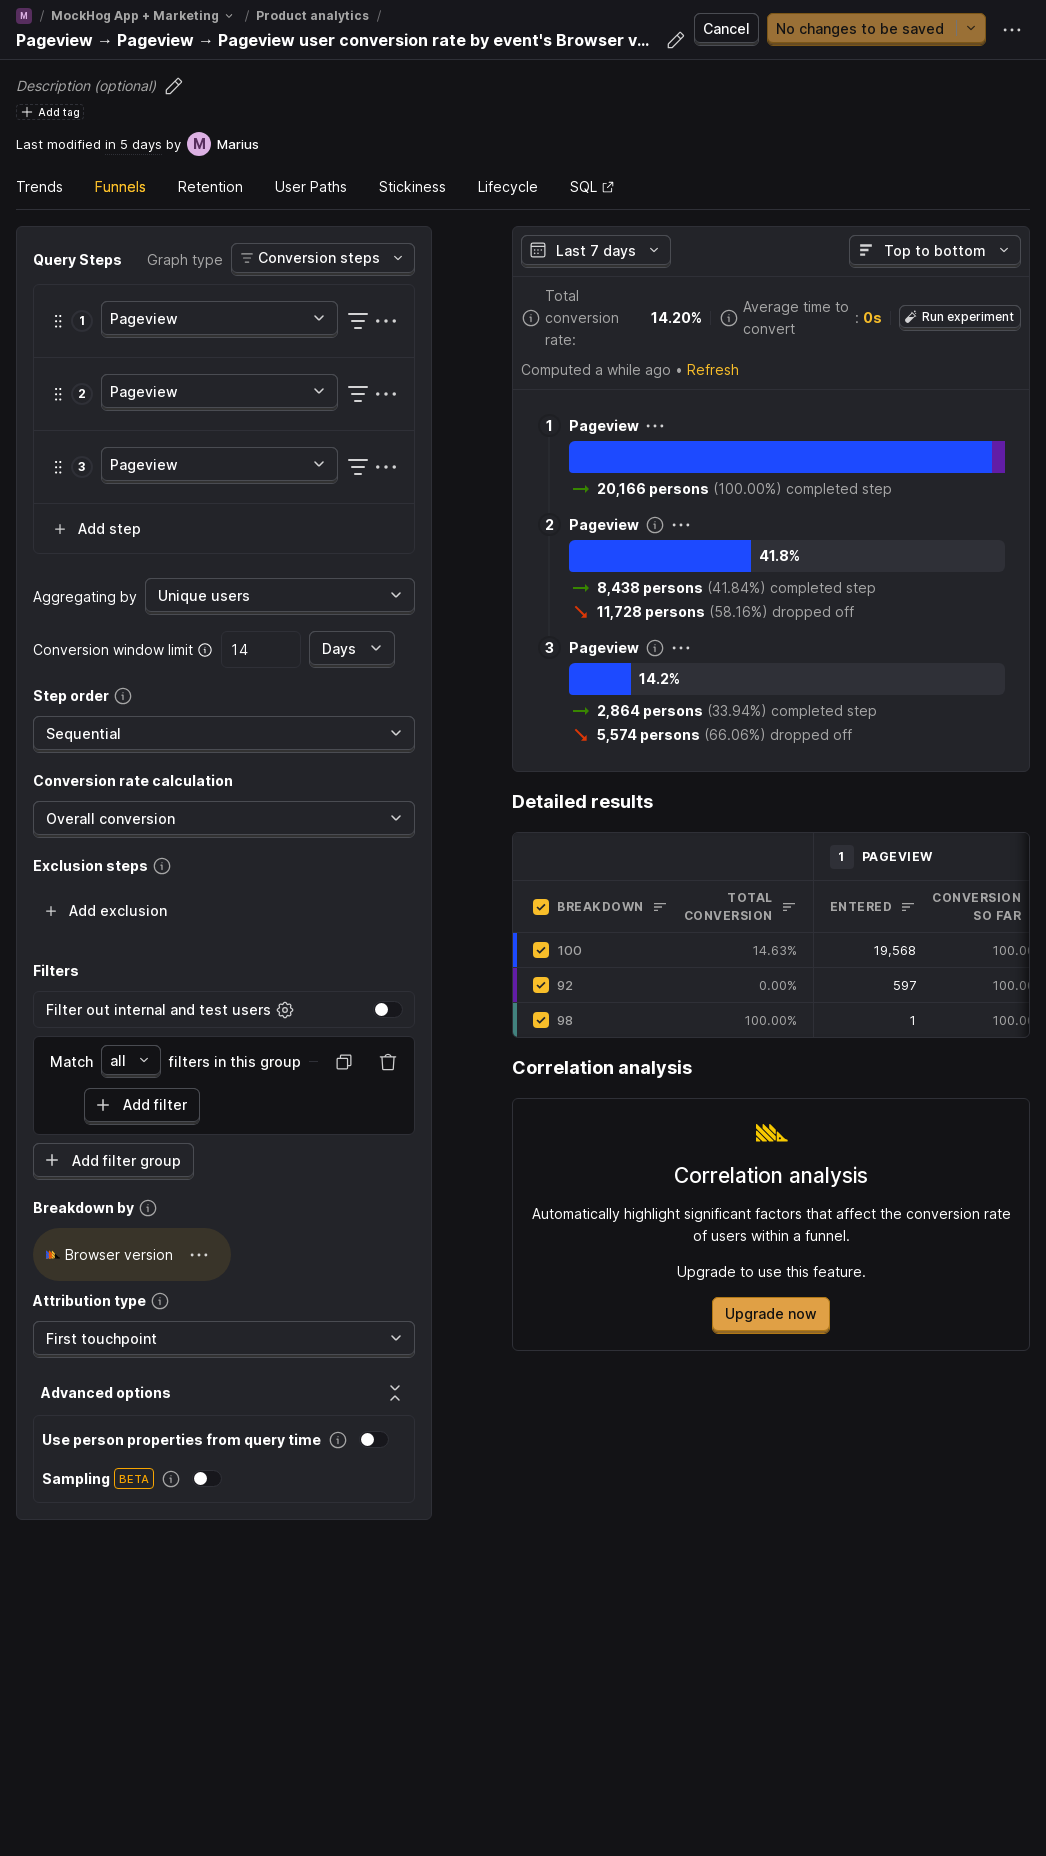 M / MockHog App + Marketing / Product analytics /
Pageview → Pageview → Pageview user conversion rate by event's Browser v...
Cancel
No changes to be saved
Description (optional)
Add tag
Last modified in 5 days by M Marius
Trends Funnels Retention User Paths Stickiness Lifecycle SQL
Query Steps Graph type Conversion steps
1 Pageview
2 Pageview
3 Pageview
Add step
Aggregating by Unique users
Conversion window limit 14 Days
Step order
Sequential
Conversion rate calculation
Overall conversion
Exclusion steps
Add exclusion
Filters
Filter out internal and test users
Match all filters in this group
Add filter
Add filter group
Breakdown by
Browser version
Attribution type
First touchpoint
Advanced options
Use person properties from query time
Sampling BETA
Last 7 days Top to bottom
Total conversion rate: 14.20% Average time to convert : 0s Run experiment
Computed a while ago • Refresh
1 Pageview
20,166 persons (100.00%) completed step
2 Pageview
41.8%
8,438 persons (41.84%) completed step
11,728 persons (58.16%) dropped off
3 Pageview
14.2%
2,864 persons (33.94%) completed step
5,574 persons (66.06%) dropped off
Detailed results
1 PAGEVIEW
BREAKDOWN TOTAL CONVERSION ENTERED CONVERSION SO FAR
100 14.63% 19,568 100.00
92 0.00% 597 100.00
98 100.00% 1 100.00
Correlation analysis
Correlation analysis
Automatically highlight significant factors that affect the conversion rate
of users within a funnel.
Upgrade to use this feature.
Upgrade now